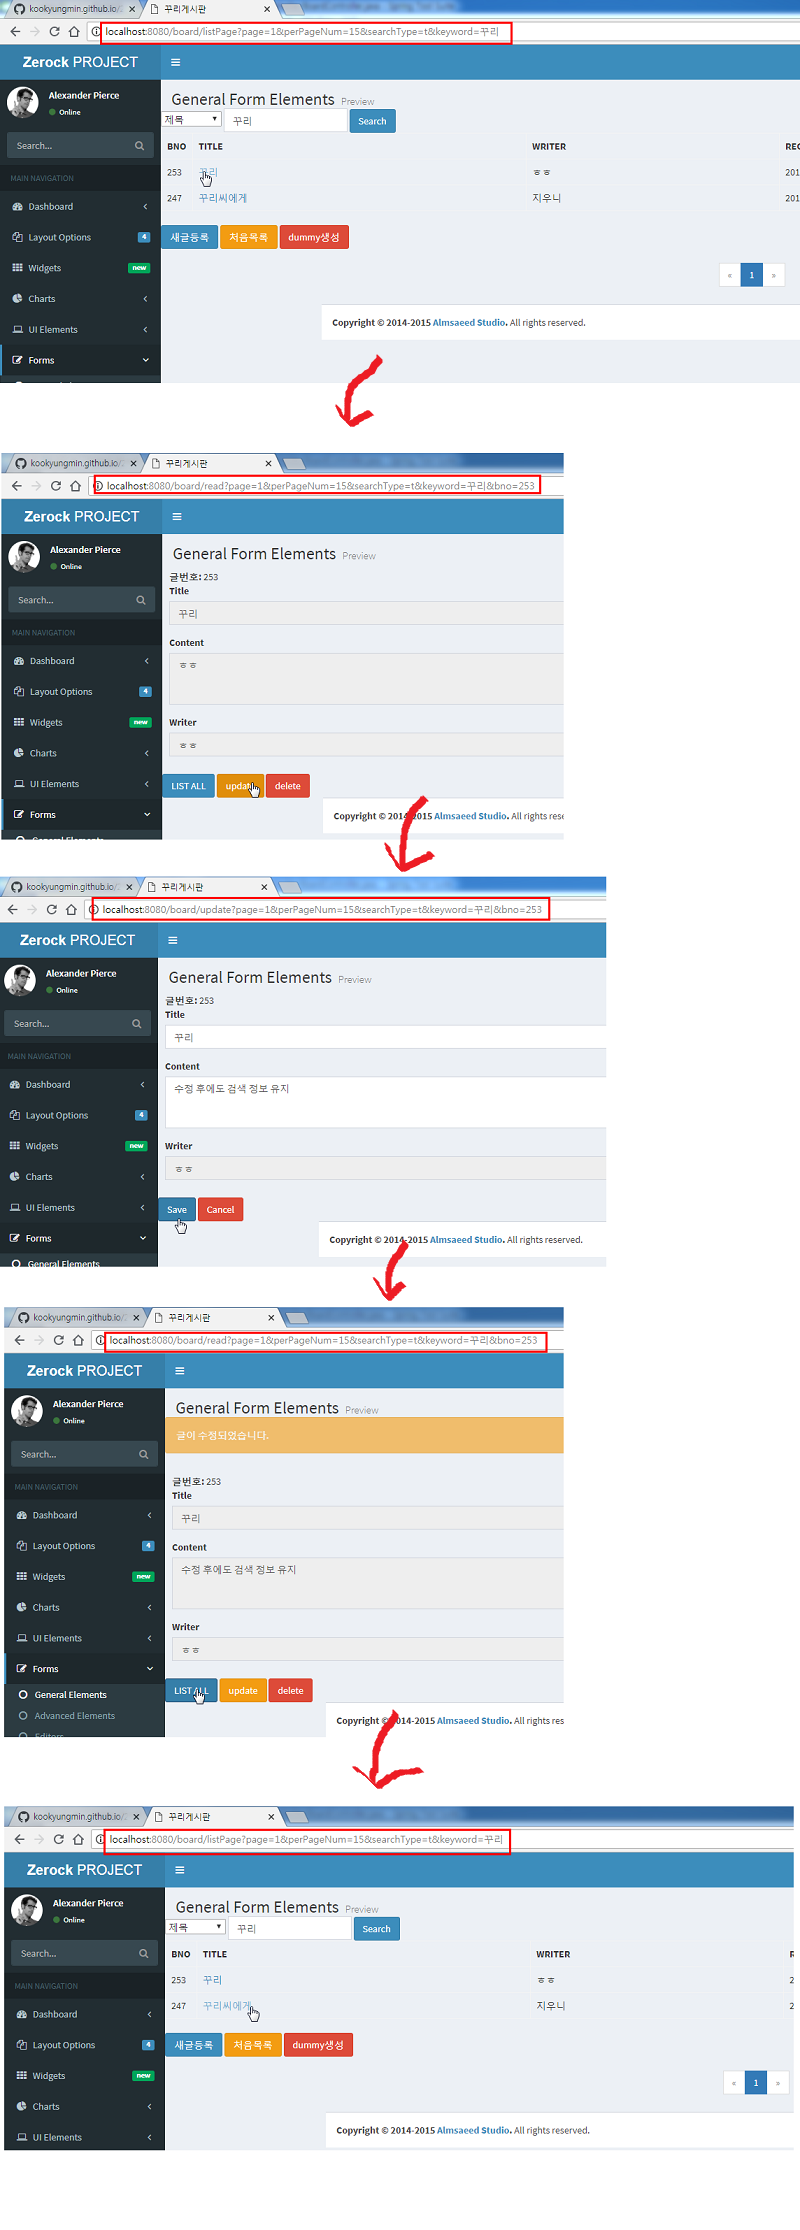 kookyungmin.github.io/2
꾸리게시판
localhost:8080/board/listPage?page=1&perPageNum=15&searchType=t&keyword=꾸리
Zerock PROJECT
Alexander Pierce
Online
General Form Elements Preview
제목 꾸리 Search
Search...
BNO TITLE WRITER REG
MAIN NAVIGATION
253 꾸리 ㅎㅎ 201
Dashboard
247 꾸리씨에게 지우니 201
Layout Options 4
새글등록 처음목록 dummy생성
Widgets new
« 1 »
Charts
UI Elements
Copyright © 2014-2015 Almsaeed Studio. All rights reserved.
Forms
kookyungmin.github.io/2
꾸리게시판
localhost:8080/board/read?page=1&perPageNum=15&searchType=t&keyword=꾸리&bno=253
Zerock PROJECT
Alexander Pierce
Online
General Form Elements Preview
글번호: 253
Title
Search...
꾸리
MAIN NAVIGATION
Content
Dashboard
ㅎㅎ
Layout Options 4
Widgets new
Writer
Charts
ㅎㅎ
UI Elements
LIST ALL update delete
Forms
Copyright © 2014-2015 Almsaeed Studio. All rights rese
General Elements
kookyungmin.github.io/2
꾸리게시판
localhost:8080/board/update?page=1&perPageNum=15&searchType=t&keyword=꾸리&bno=253
Zerock PROJECT
Alexander Pierce
Online
General Form Elements Preview
글번호: 253
Title
Search...
꾸리
MAIN NAVIGATION
Content
Dashboard
수정 후에도 검색 정보 유지
Layout Options 4
Widgets new
Writer
Charts
ㅎㅎ
UI Elements
Save Cancel
Forms
Copyright © 2014-2015 Almsaeed Studio. All rights reserved.
General Elements
kookyungmin.github.io/2
꾸리게시판
localhost:8080/board/read?page=1&perPageNum=15&searchType=t&keyword=꾸리&bno=253
Zerock PROJECT
Alexander Pierce
Online
General Form Elements Preview
글이 수정되었습니다.
Search...
글번호: 253
MAIN NAVIGATION
Title
Dashboard
꾸리
Layout Options 4
Content
Widgets new
수정 후에도 검색 정보 유지
Charts
Writer
UI Elements
ㅎㅎ
Forms
LIST ALL update delete
General Elements
Advanced Elements
Copyright © 2014-2015 Almsaeed Studio. All rights rese
Editors
kookyungmin.github.io/2
꾸리게시판
localhost:8080/board/listPage?page=1&perPageNum=15&searchType=t&keyword=꾸리
Zerock PROJECT
Alexander Pierce
Online
General Form Elements Preview
제목 꾸리 Search
Search...
BNO TITLE WRITER R
MAIN NAVIGATION
253 꾸리 ㅎㅎ 2
Dashboard
247 꾸리씨에게 지우니 2
Layout Options 4
새글등록 처음목록 dummy생성
Widgets new
« 1 »
Charts
UI Elements
Copyright © 2014-2015 Almsaeed Studio. All rights reserved.